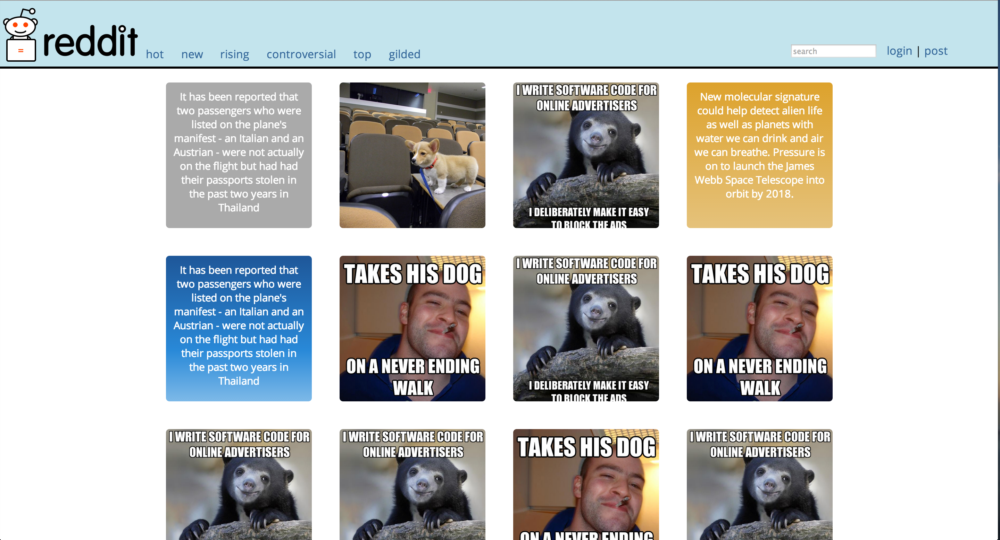 =
reddit
hot new rising controversial top gilded
search
login | post
It has been reported that
two passengers who were
listed on the plane's
manifest - an Italian and an
Austrian - were not actually
on the flight but had had
their passports stolen in
the past two years in
Thailand
I WRITE SOFTWARE CODE FOR
ONLINE ADVERTISERS
I DELIBERATELY MAKE IT EASY
TO BLOCK THE ADS
New molecular signature
could help detect alien life
as well as planets with
water we can drink and air
we can breathe. Pressure is
on to launch the James
Webb Space Telescope into
orbit by 2018.
It has been reported that
two passengers who were
listed on the plane's
manifest - an Italian and an
Austrian - were not actually
on the flight but had had
their passports stolen in
the past two years in
Thailand
TAKES HIS DOG
ON A NEVER ENDING
WALK
I WRITE SOFTWARE CODE FOR
ONLINE ADVERTISERS
I DELIBERATELY MAKE IT EASY
TO BLOCK THE ADS
TAKES HIS DOG
ON A NEVER ENDING
WALK
I WRITE SOFTWARE CODE FOR
ONLINE ADVERTISERS
I WRITE SOFTWARE CODE FOR
ONLINE ADVERTISERS
TAKES HIS DOG
ON A NEVER ENDING
I WRITE SOFTWARE CODE FOR
ONLINE ADVERTISERS